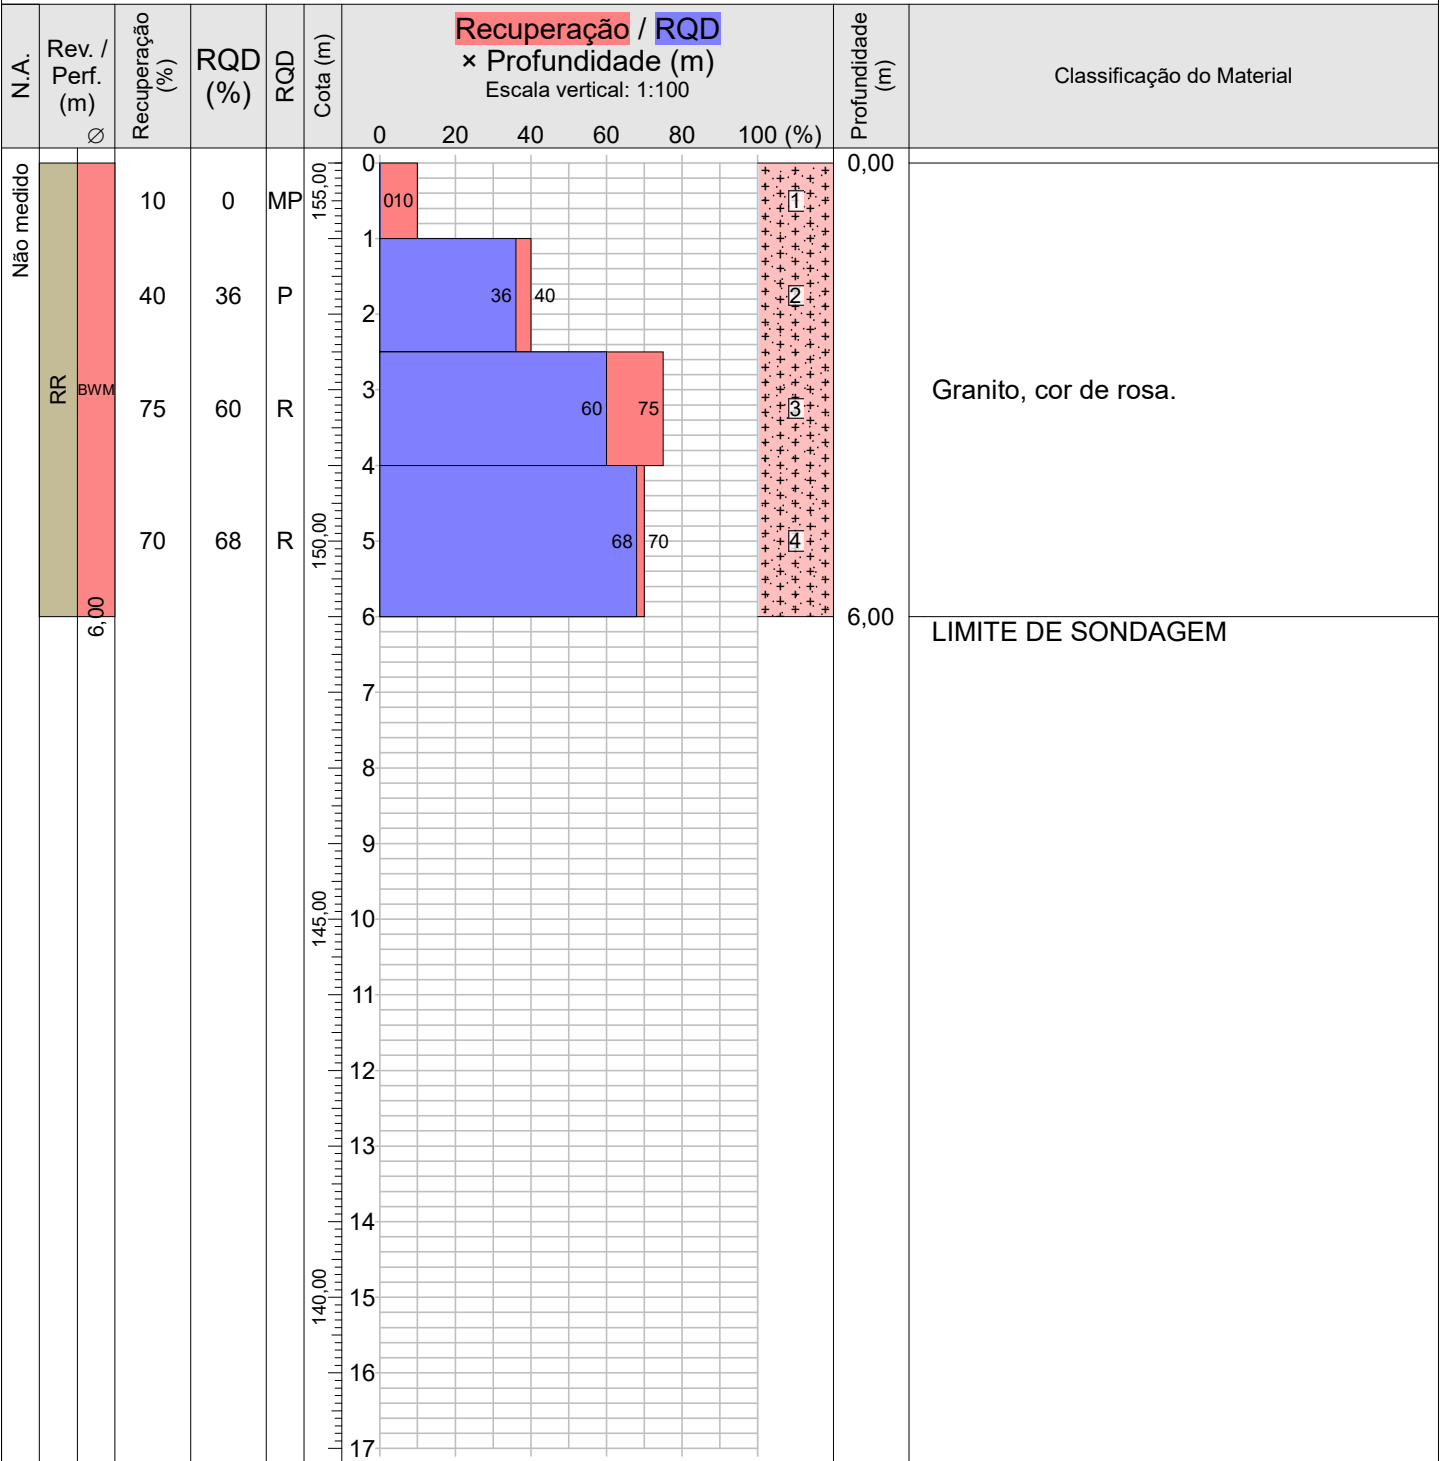 N.A.
Rev. /
Perf.
(m)
∅
Recuperação
(%)
RQD
(%)
RQD
Cota (m)
Recuperação / RQD
× Profundidade (m)
Escala vertical: 1:100
0 20 40 60 80 100 (%)
Profundidade
(m)
Classificação do Material
Não medido
RR
BWM
6,00
10 0 MP
40 36 P
75 60 R
70 68 R
155,00
150,00
145,00
140,00
0
1
2
3
4
5
6
7
8
9
10
11
12
13
14
15
16
17
010
36 40
60 75
68 70
1
2
3
4
0,00
6,00
Granito, cor de rosa.
LIMITE DE SONDAGEM